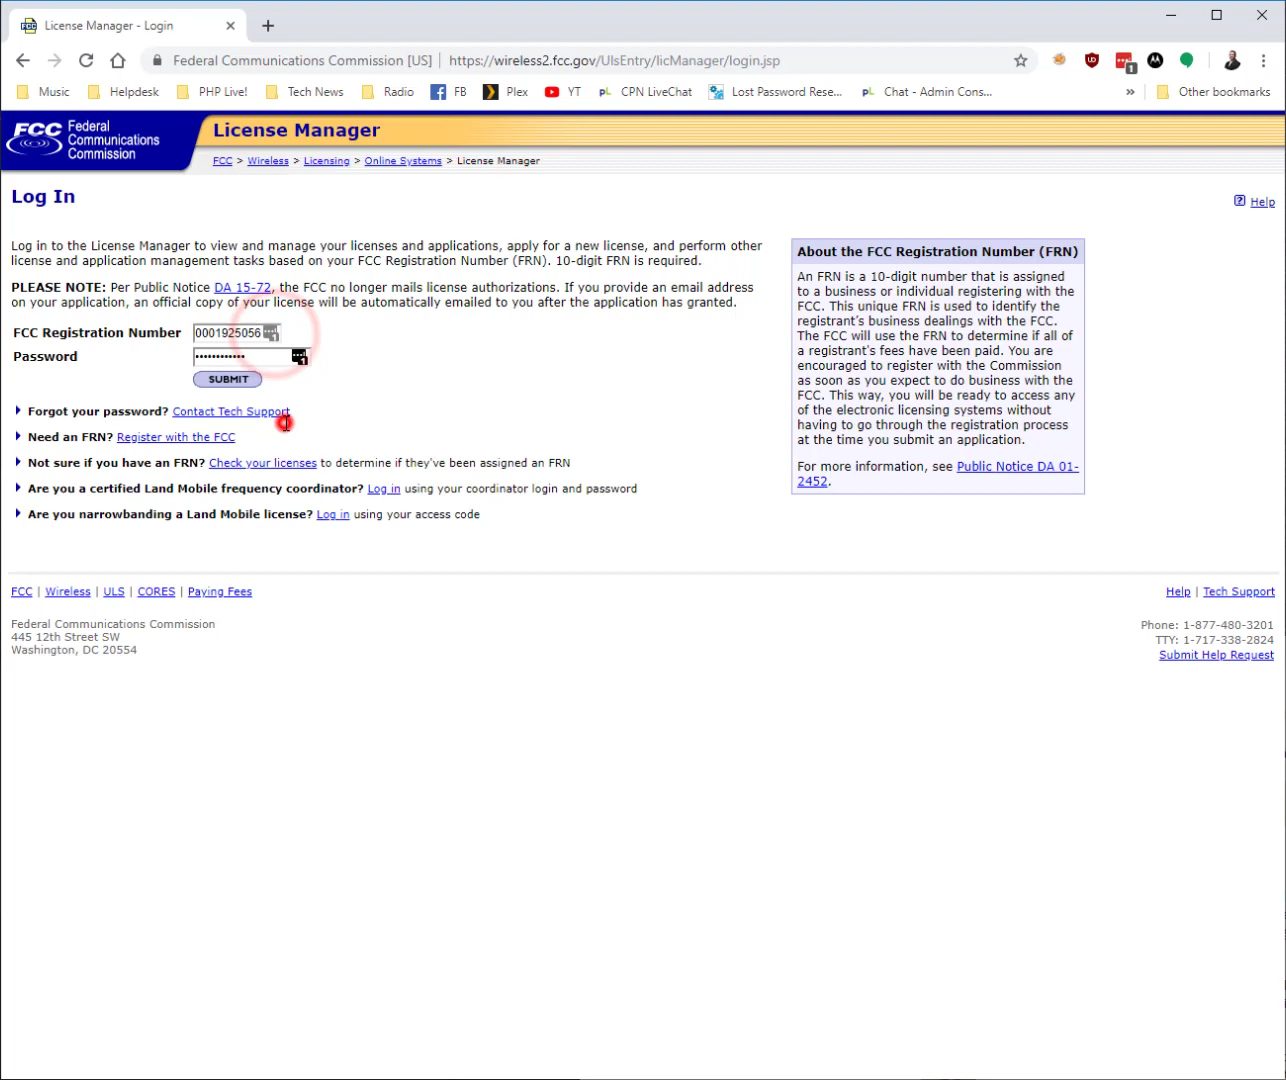 License Manager - Login
Federal Communications Commission [US] | https://wireless2.fcc.gov/UlsEntry/licManager/login.jsp
Music Helpdesk PHP Live! Tech News Radio FB Plex YT CPN LiveChat Lost Password Rese... Chat - Admin Cons... » Other bookmarks
FCC Federal Communications Commission
License Manager
FCC > Wireless > Licensing > Online Systems > License Manager
Log In
Help
Log in to the License Manager to view and manage your licenses and applications, apply for a new license, and perform other
license and application management tasks based on your FCC Registration Number (FRN). 10-digit FRN is required.
PLEASE NOTE: Per Public Notice DA 15-72, the FCC no longer mails license authorizations. If you provide an email address
on your application, an official copy of your license will be automatically emailed to you after the application has granted.
FCC Registration Number 0001925056
Password ••••••••••••
SUBMIT
Forgot your password? Contact Tech Support
Need an FRN? Register with the FCC
Not sure if you have an FRN? Check your licenses to determine if they've been assigned an FRN
Are you a certified Land Mobile frequency coordinator? Log in using your coordinator login and password
Are you narrowbanding a Land Mobile license? Log in using your access code
About the FCC Registration Number (FRN)
An FRN is a 10-digit number that is assigned
to a business or individual registering with the
FCC. This unique FRN is used to identify the
registrant's business dealings with the FCC.
The FCC will use the FRN to determine if all of
a registrant's fees have been paid. You are
encouraged to register with the Commission
as soon as you expect to do business with the
FCC. This way, you will be ready to access any
of the electronic licensing systems without
having to go through the registration process
at the time you submit an application.
For more information, see Public Notice DA 01-
2452.
FCC | Wireless | ULS | CORES | Paying Fees
Help | Tech Support
Federal Communications Commission
445 12th Street SW
Washington, DC 20554
Phone: 1-877-480-3201
TTY: 1-717-338-2824
Submit Help Request